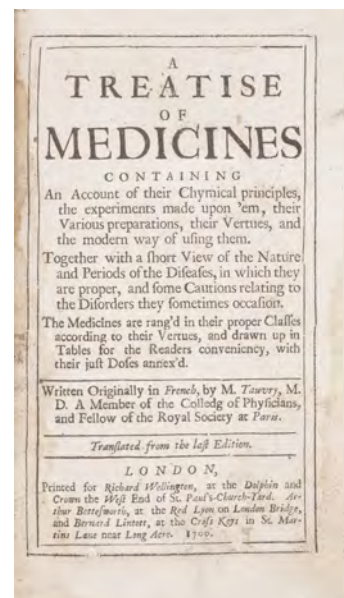 A
TREATISE
OF
MEDICINES
CONTAINING
An Account of their Chymical principles,
the experiments made upon 'em, their
Various preparations, their Vertues, and
the modern way of uſing them.
Together with a ſhort View of the Nature
and Periods of the Diſeaſes, in which they
are proper, and ſome Cautions relating to
the Diſorders they ſometimes occaſion.
The Medicines are rang'd in their proper Claſſes
according to their Vertues, and drawn up in
Tables for the Readers conveniency, with
their juſt Doſes annex'd.
Written Originally in French, by M. Tauvry, M.
D. A Member of the Colledg of Phyſicians,
and Fellow of the Royal Society at Paris.
Tranſlated from the laſt Edition.
LONDON,
Printed for Richard Wellington, at the Dolphin and
Crown the Weſt End of St. Paul's-Church-Yard. Ar-
thur Betteſworth, at the Red Lyon on London Bridge,
and Bernard Lintott, at the Croſs Keys in St. Mar-
tins Lane near Long Acre. 1700.